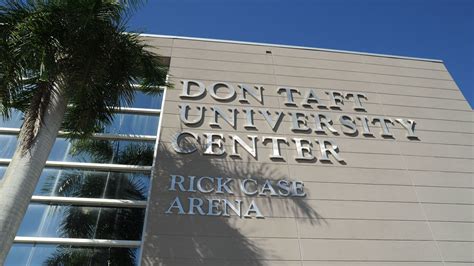 DON TAFT
UNIVERSITY
CENTER
RICK CASE
ARENA